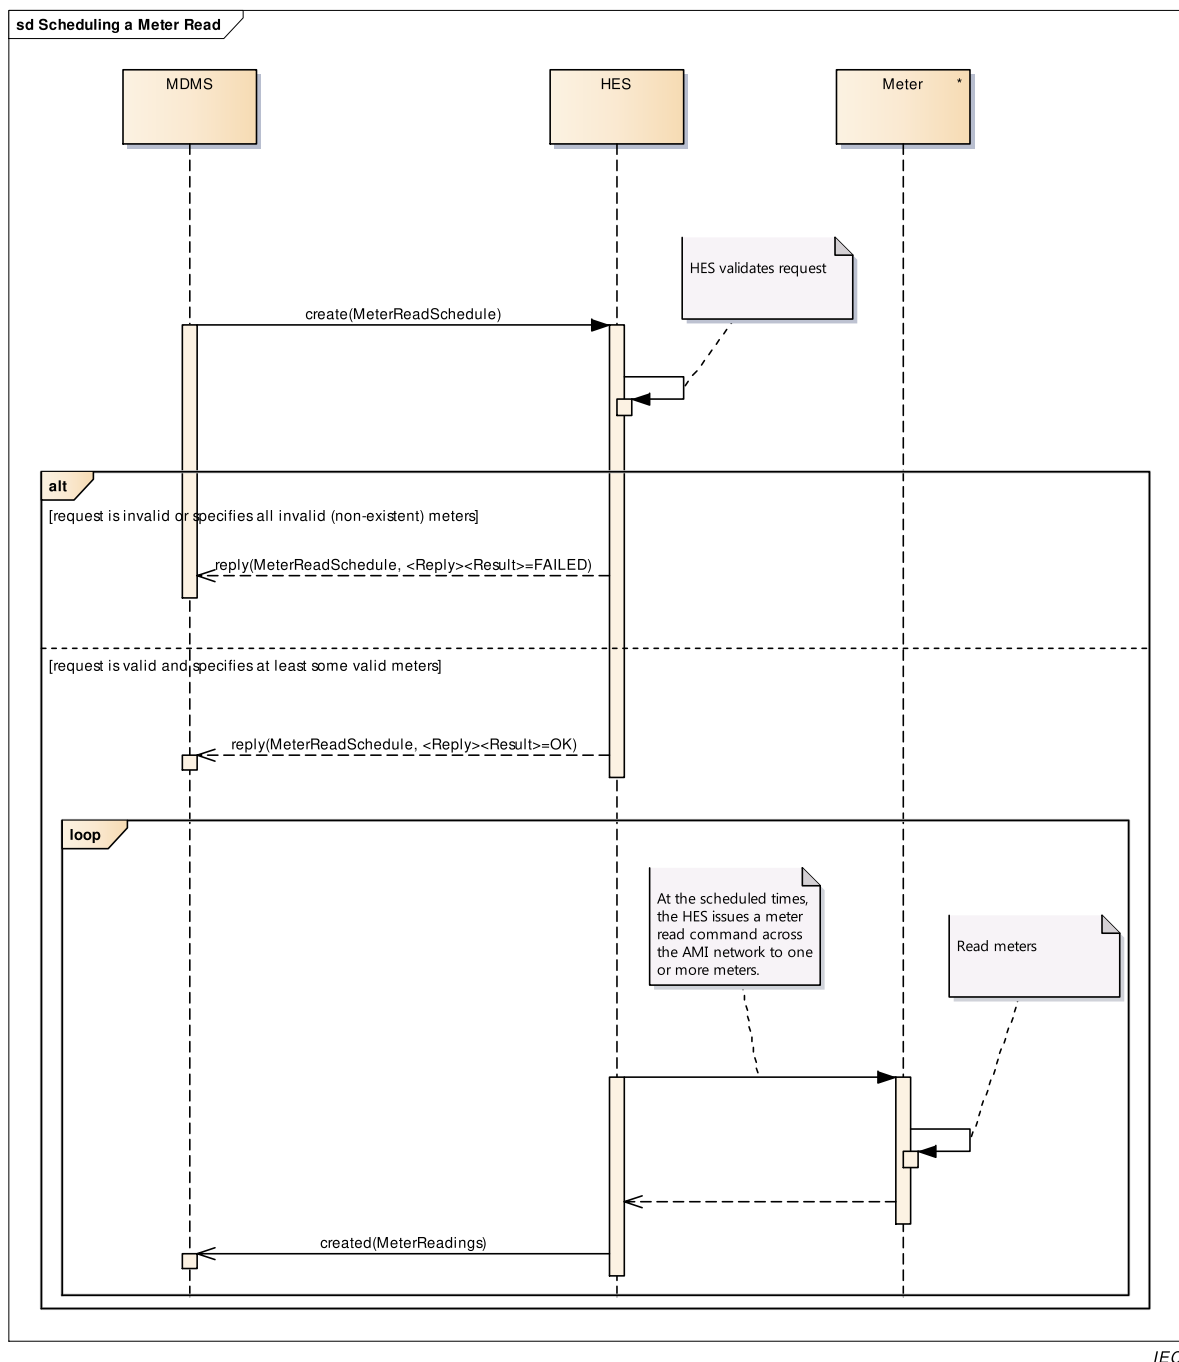 sd Scheduling a Meter Read
MDMS
HES
Meter *
HES validates request
create(MeterReadSchedule)
alt
[request is invalid or specifies all invalid (non-existent) meters]
reply(MeterReadSchedule, <Reply><Result>=FAILED)
[request is valid and specifies at least some valid meters]
reply(MeterReadSchedule, <Reply><Result>=OK)
loop
At the scheduled times,
the HES issues a meter
read command across
the AMI network to one
or more meters.
Read meters
created(MeterReadings)
IEC